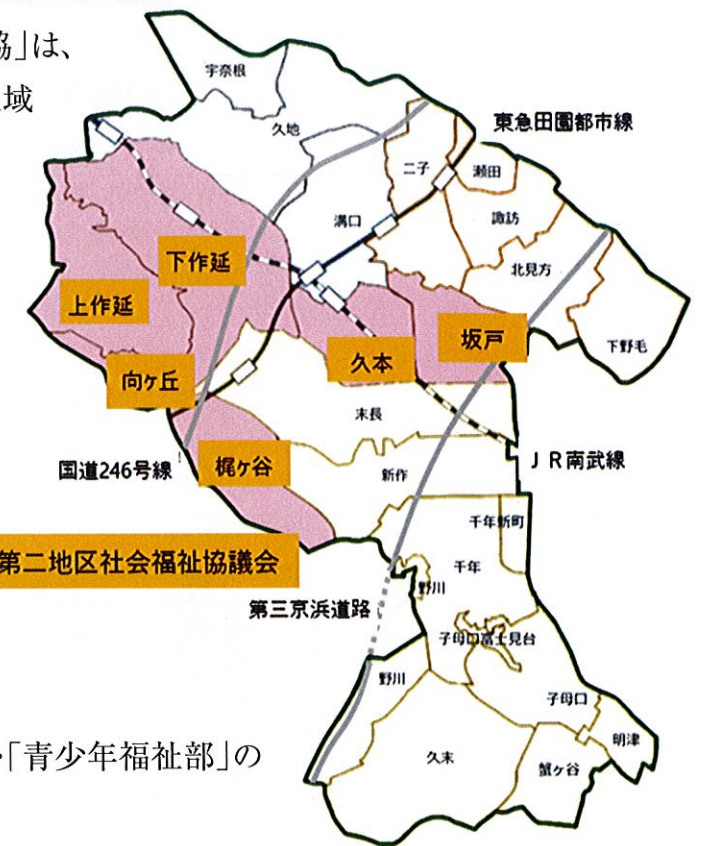 協」は、
域
宇奈根
久地
東急田園都市線
二子
瀬田
溝口
諏訪
下作延
北見方
上作延
坂戸
下野毛
久本
向ヶ丘
末長
国道246号線
梶ヶ谷
新作
ＪＲ南武線
千年新町
第二地区社会福祉協議会
千年
野川
第三京浜道路
子母口富士見台
野川
子母口
明津
久末
蟹ヶ谷
・「青少年福祉部」の